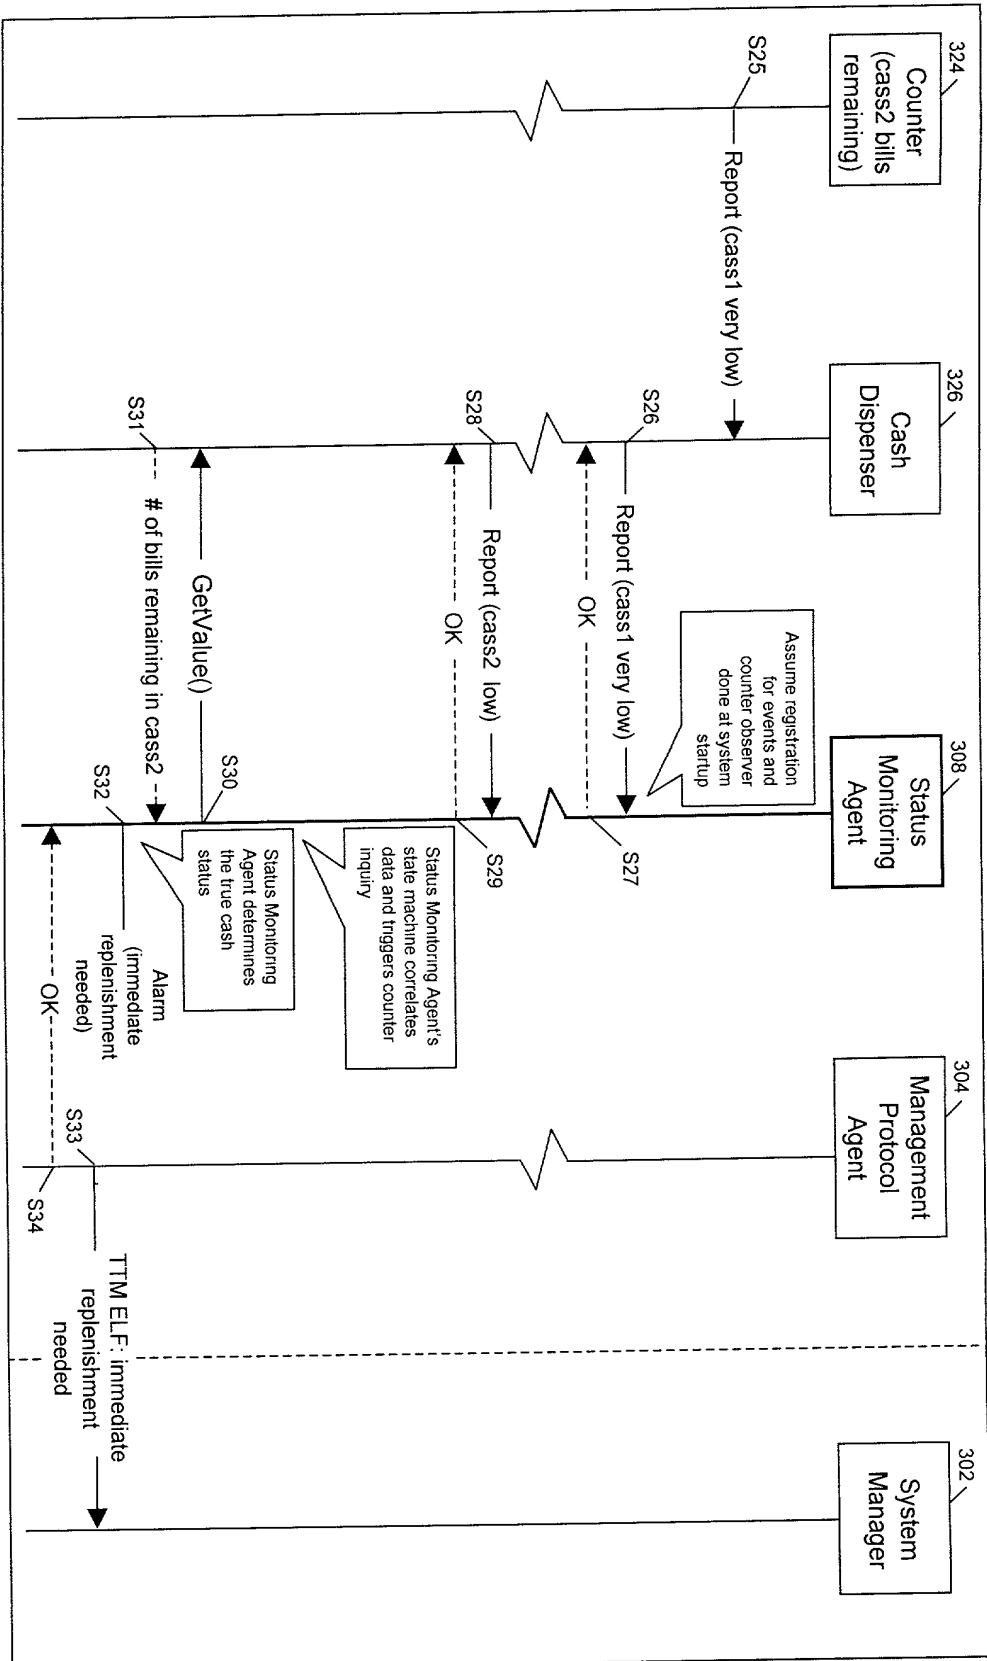 324
Counter
(cass2 bills
remaining)
326
Cash
Dispenser
308
Status
Monitoring
Agent
304
Management
Protocol
Agent
302
System
Manager
S25
Report (cass1 very low)
Assume registration
for events and
counter observer
done at system
startup
S26
Report (cass1 very low)
OK
S27
S28
Report (cass2 low)
OK
S29
Status Monitoring Agent's
state machine correlates
data and triggers counter
inquiry
GetValue()
S30
S31
# of bills remaining in cass2
Status Monitoring
Agent determines
the true cash
status
S32
Alarm
(immediate
replenishment
needed)
S33
TTM ELF: immediate
replenishment
needed
OK
S34